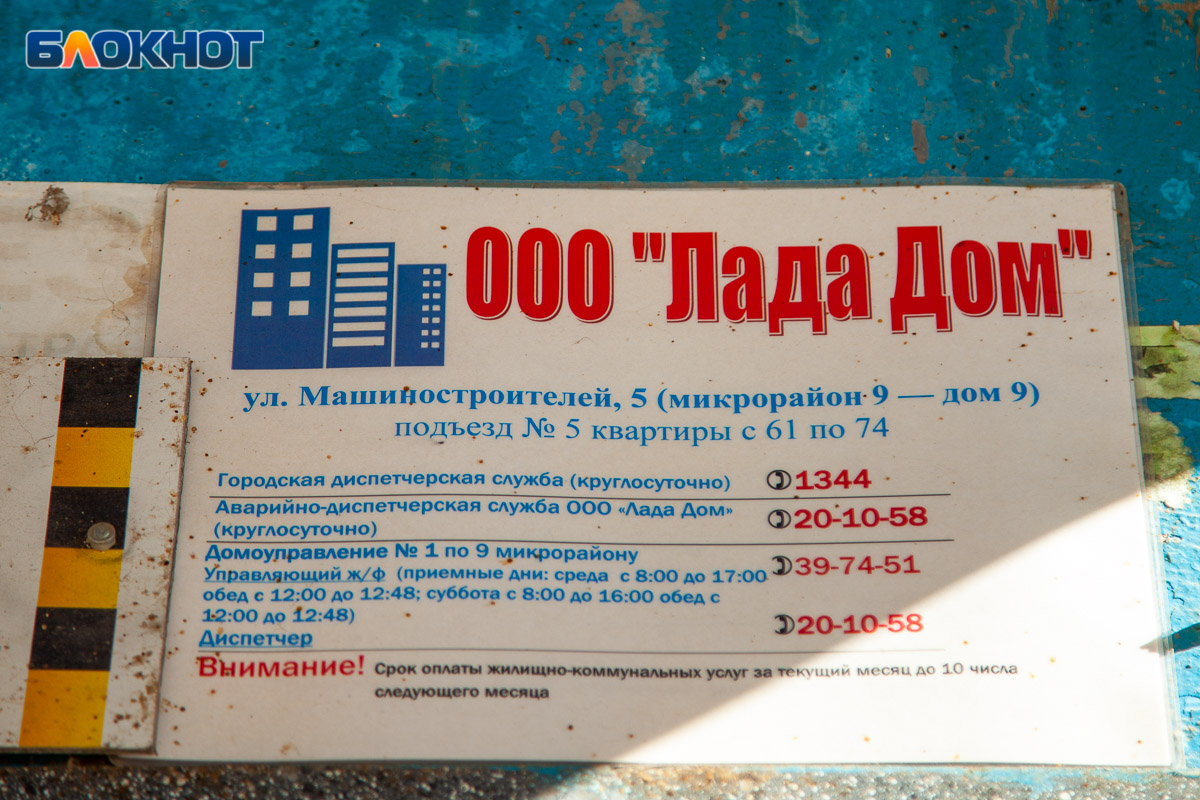 БЛОКНОТ
ООО "Лада Дом"
ул. Машиностроителей, 5 (микрорайон 9 — дом 9)
подъезд № 5 квартиры с 61 по 74
Городская диспетчерская служба (круглосуточно) 1344
Аварийно-диспетчерская служба ООО «Лада Дом» 20-10-58
(круглосуточно)
Домоуправление № 1 по 9 микрорайону 39-74-51
Управляющий ж/ф (приемные дни: среда с 8:00 до 17:00
обед с 12:00 до 12:48; суббота с 8:00 до 16:00 обед с
12:00 до 12:48) 20-10-58
Диспетчер
Внимание! Срок оплаты жилищно-коммунальных услуг за текущий месяц до 10 числа
следующего месяца